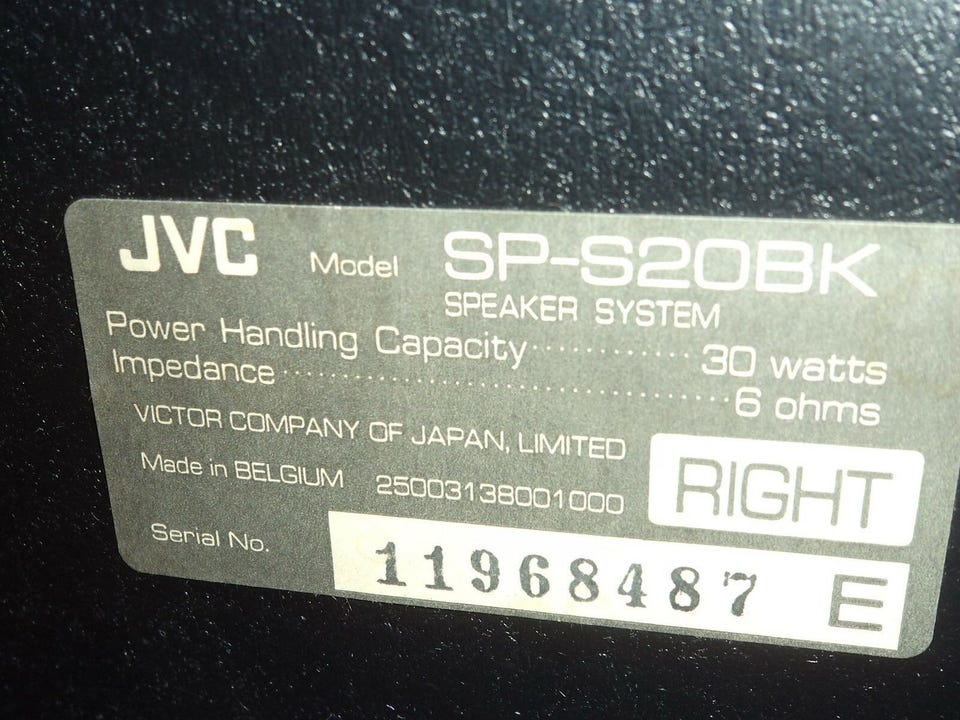 JVC Model SP-S20BK
SPEAKER SYSTEM
Power Handling Capacity 30 watts
Impedance 6 ohms
VICTOR COMPANY OF JAPAN, LIMITED
Made in BELGIUM 25003138001000
RIGHT
Serial No. 11968487 E